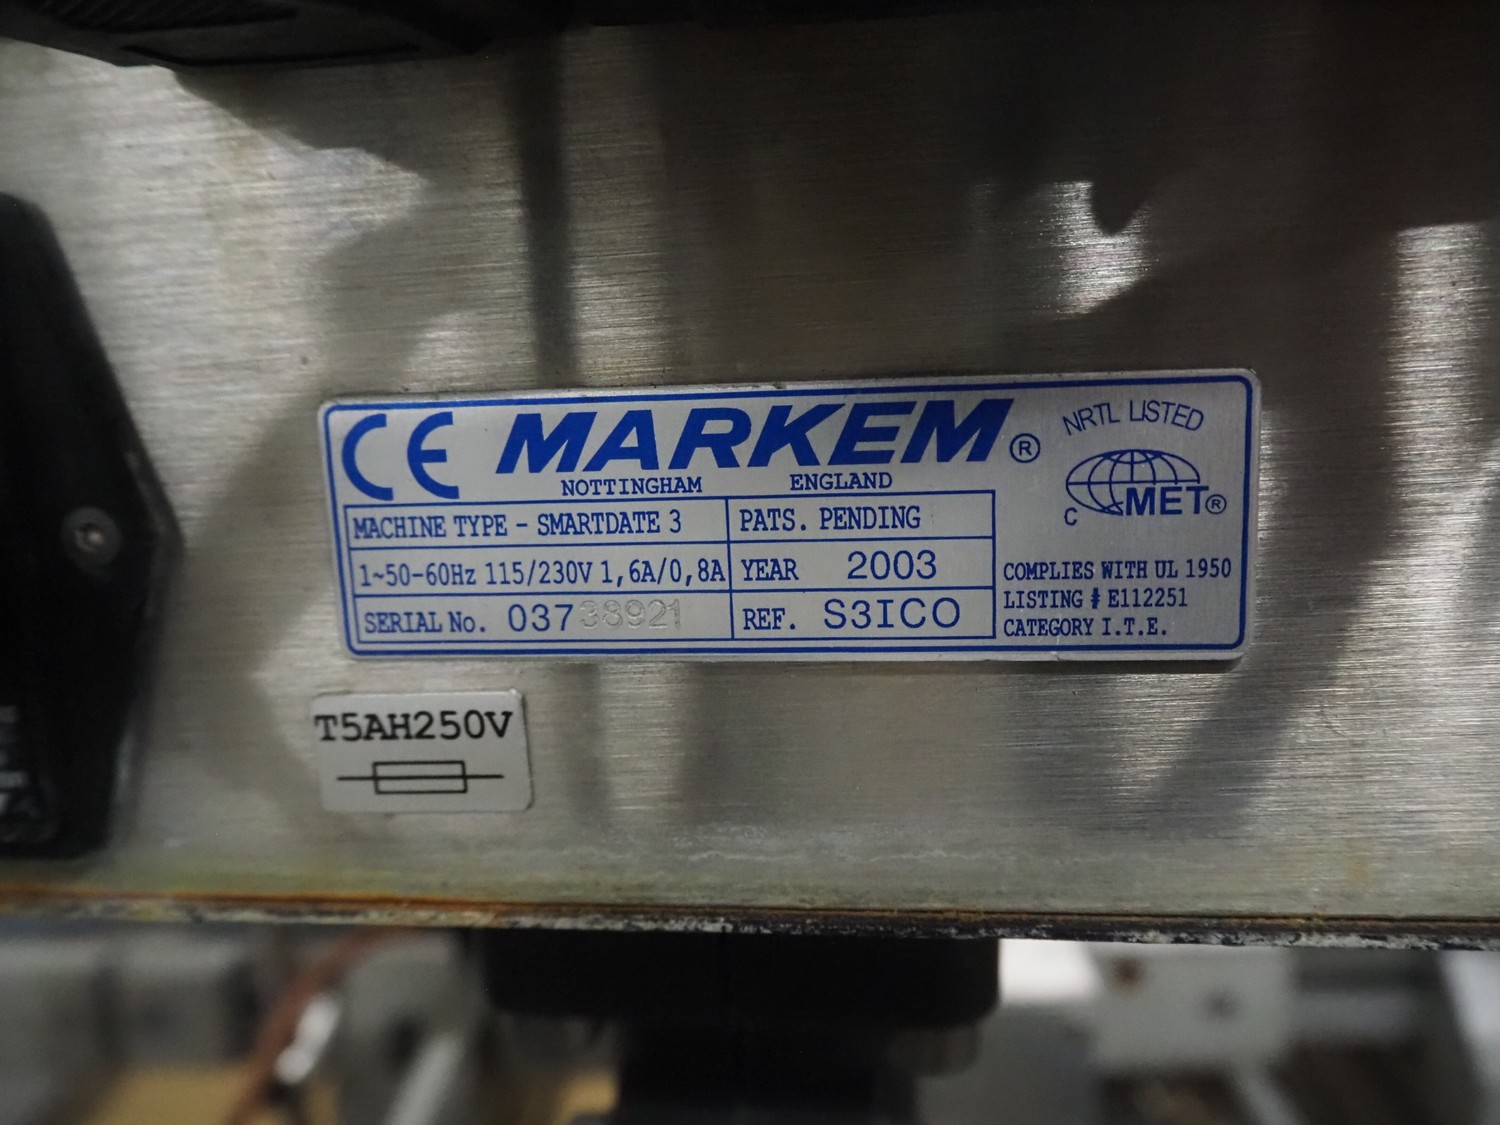 CE MARKEM®
NOTTINGHAM ENGLAND
NRTL LISTED
C MET®
MACHINE TYPE - SMARTDATE 3
PATS. PENDING
1~50-60Hz 115/230V 1,6A/0,8A
YEAR 2003
SERIAL No. 03738921
REF. S3ICO
COMPLIES WITH UL 1950
LISTING # E112251
CATEGORY I.T.E.
T5AH250V